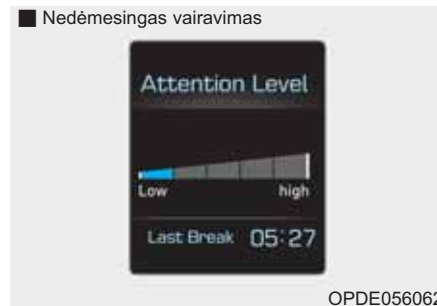 ■ Nedėmesingas vairavimas
Attention Level
Low high
Last Break 05:27
OPDE056062